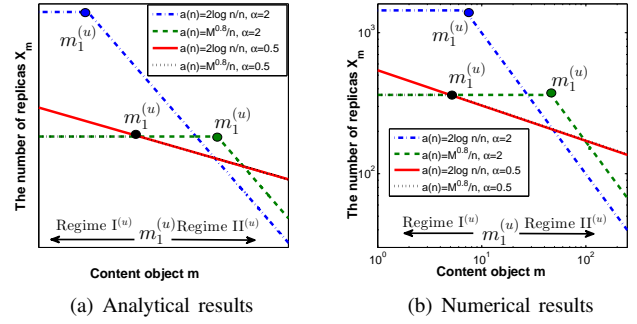 The number of replicas X_m
m_1^{(u)}
m_1^{(u)}
m_1^{(u)}
a(n)=2log n/n, α=2
a(n)=M^{0.8}/n, α=2
a(n)=2log n/n, α=0.5
a(n)=M^{0.8}/n, α=0.5
Regime I^{(u)} m_1^{(u)} Regime II^{(u)}
Content object m
(a) Analytical results
The number of replicas X_m
10^3
10^2
m_1^{(u)}
m_1^{(u)}
m_1^{(u)}
a(n)=2log n/n, α=2
a(n)=M^{0.8}/n, α=2
a(n)=2log n/n, α=0.5
a(n)=M^{0.8}/n, α=0.5
Regime I^{(u)} m_1^{(u)} Regime II^{(u)}
10^0 10^1 10^2
Content object m
(b) Numerical results